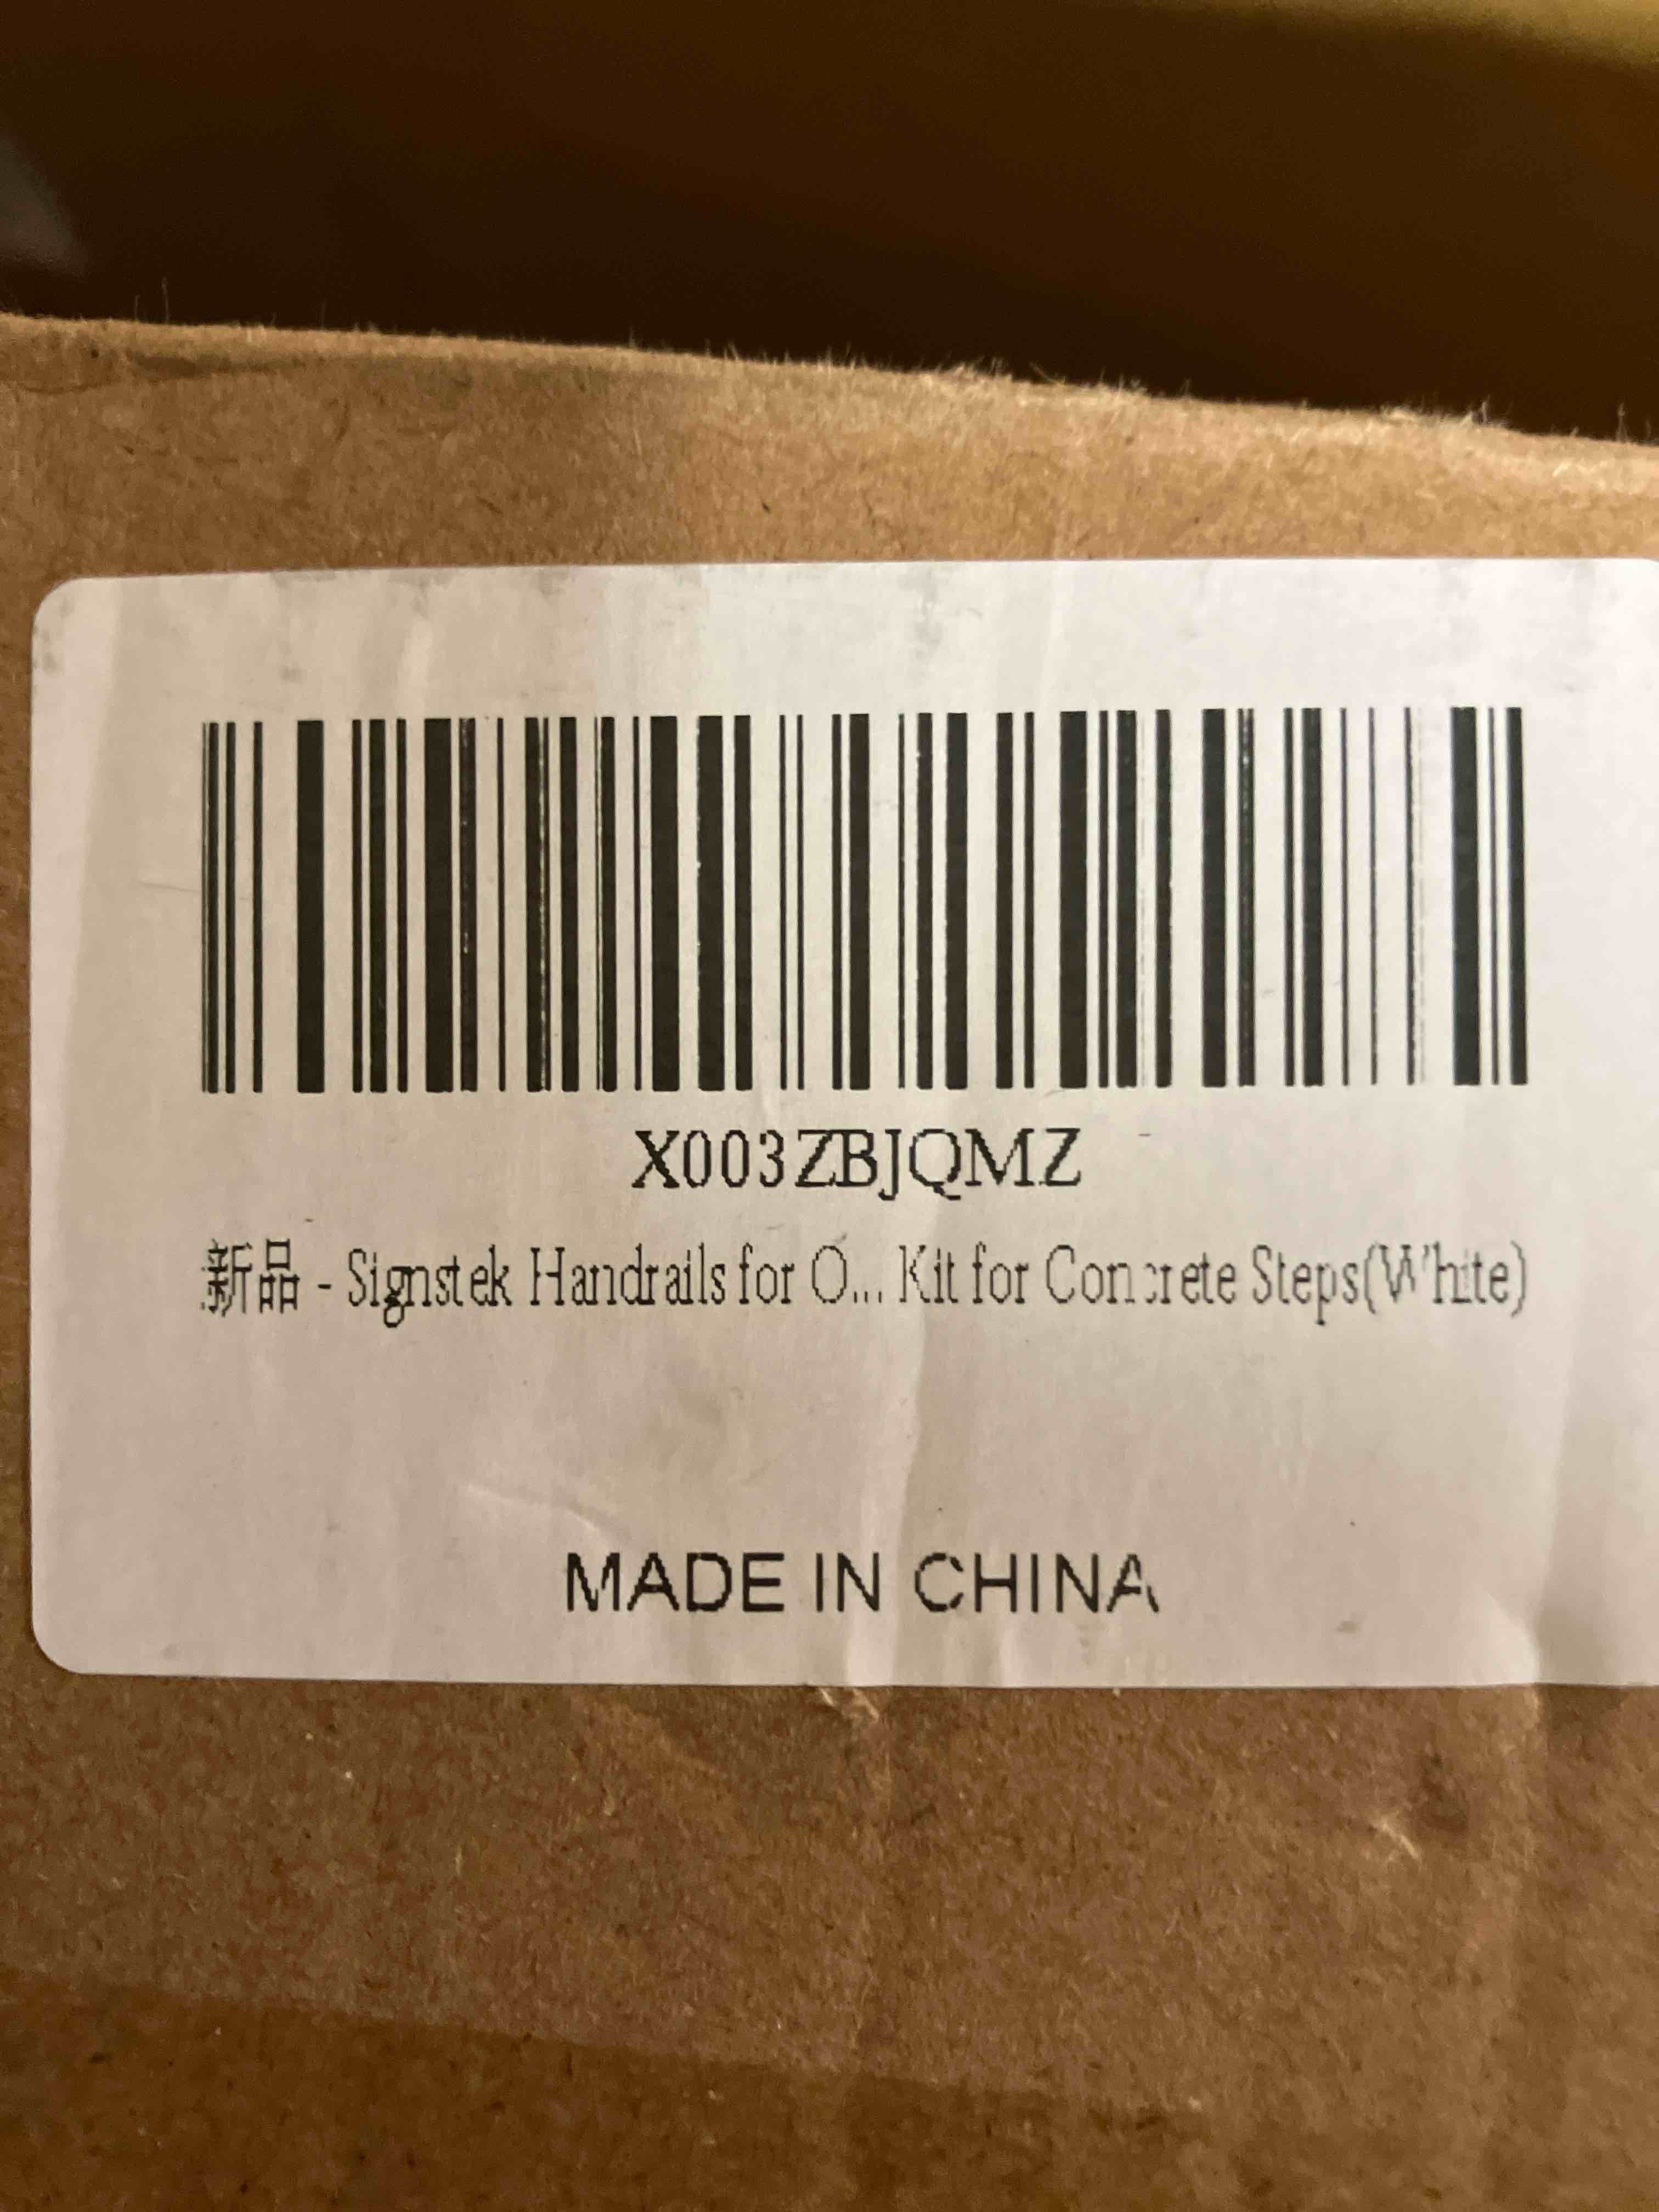 X003ZBJQMZ
新品 - Signstek Handrails for O... Kit for Concrete Steps(White)
MADE IN CHINA